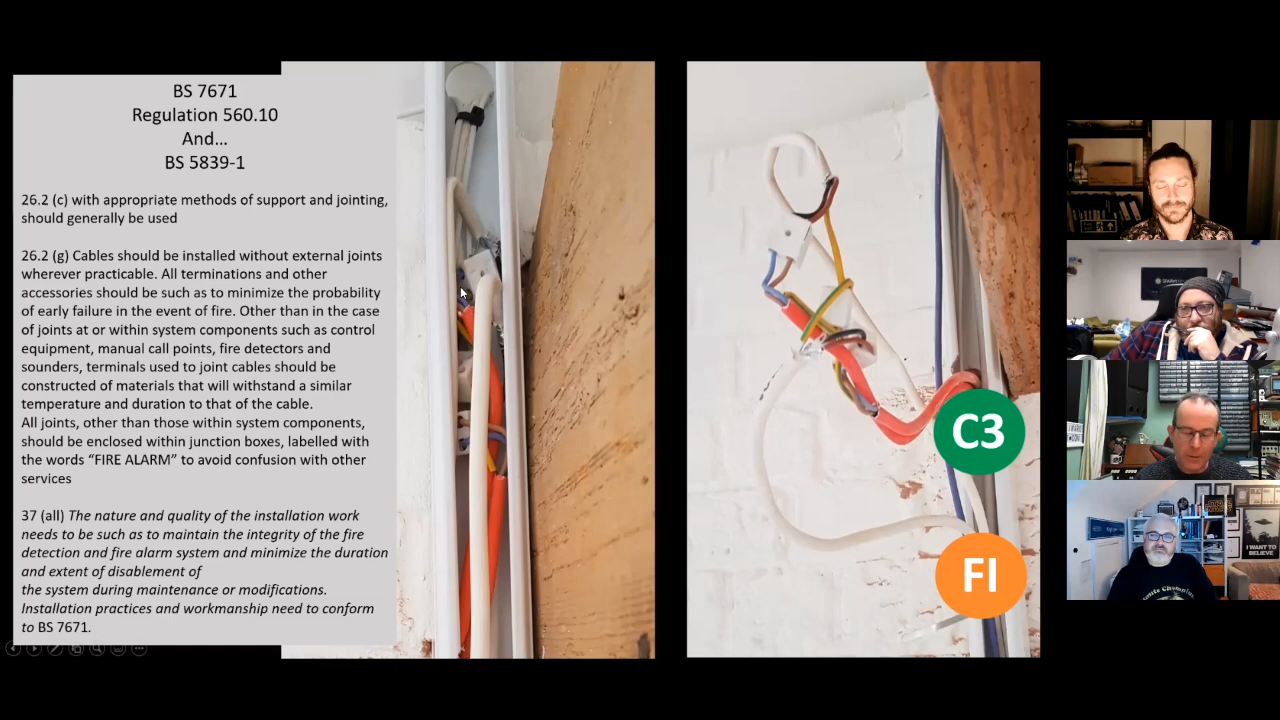 BS 7671
Regulation 560.10
And...
BS 5839-1
26.2 (c) with appropriate methods of support and jointing,
should generally be used
26.2 (g) Cables should be installed without external joints
wherever practicable. All terminations and other
accessories should be such as to minimize the probability
of early failure in the event of fire. Other than in the case
of joints at or within system components such as control
equipment, manual call points, fire detectors and
sounders, terminals used to joint cables should be
constructed of materials that will withstand a similar
temperature and duration to that of the cable.
All joints, other than those within system components,
should be enclosed within junction boxes, labelled with
the words “FIRE ALARM” to avoid confusion with other
services
37 (all) The nature and quality of the installation work
needs to be such as to maintain the integrity of the fire
detection and fire alarm system and minimize the duration
and extent of disablement of
the system during maintenance or modifications.
Installation practices and workmanship need to conform
to BS 7671.
C3
FI
I WANT TO
BELIEVE